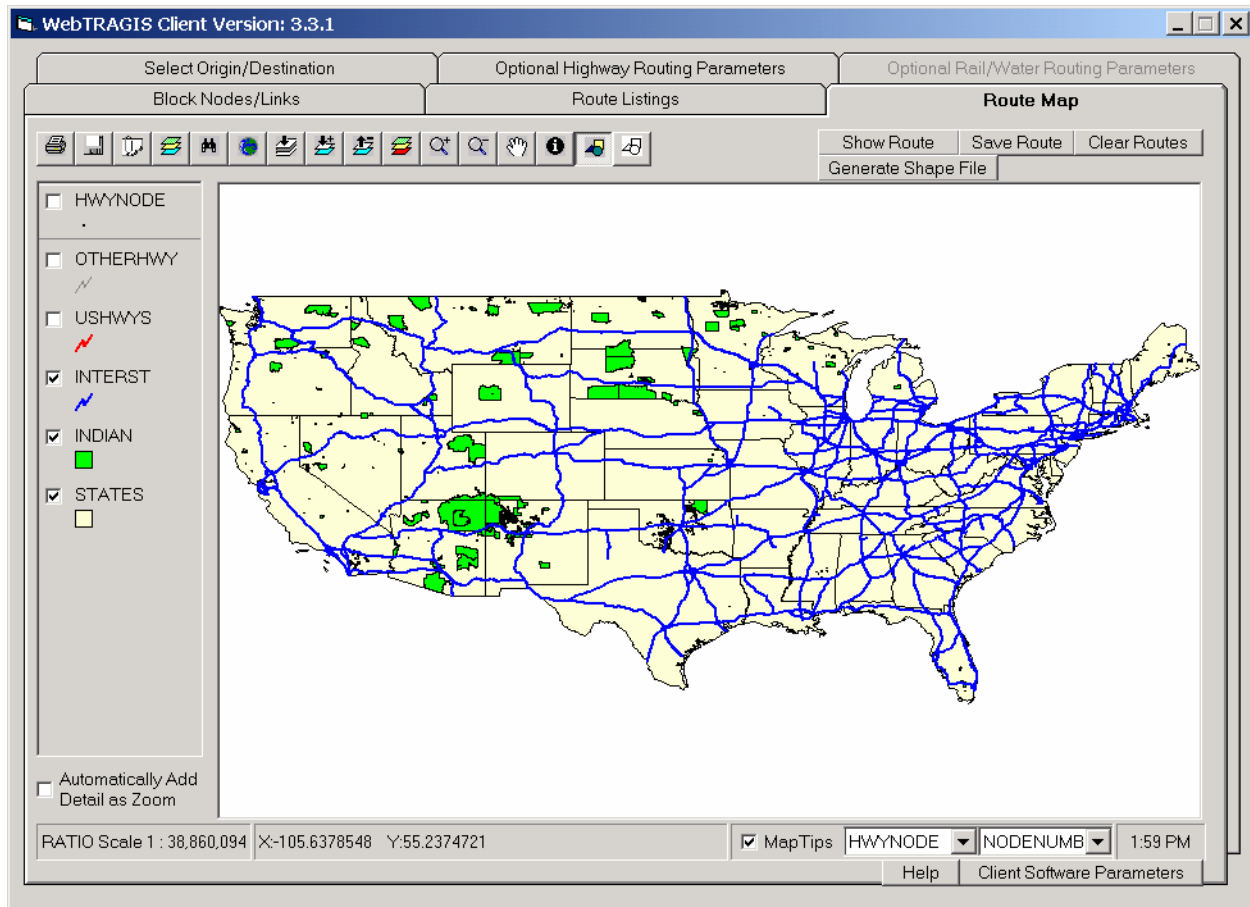 WebTRAGIS Client Version: 3.3.1
Select Origin/Destination
Optional Highway Routing Parameters
Optional Rail/Water Routing Parameters
Block Nodes/Links
Route Listings
Route Map
Show Route
Save Route
Clear Routes
Generate Shape File
HWYNODE
OTHERHWY
USHWYS
INTERST
INDIAN
STATES
Automatically Add
Detail as Zoom
RATIO Scale 1 : 38,860,094
X:-105.6378548 Y:55.2374721
MapTips
HWYNODE
NODENUMB
1:59 PM
Help
Client Software Parameters